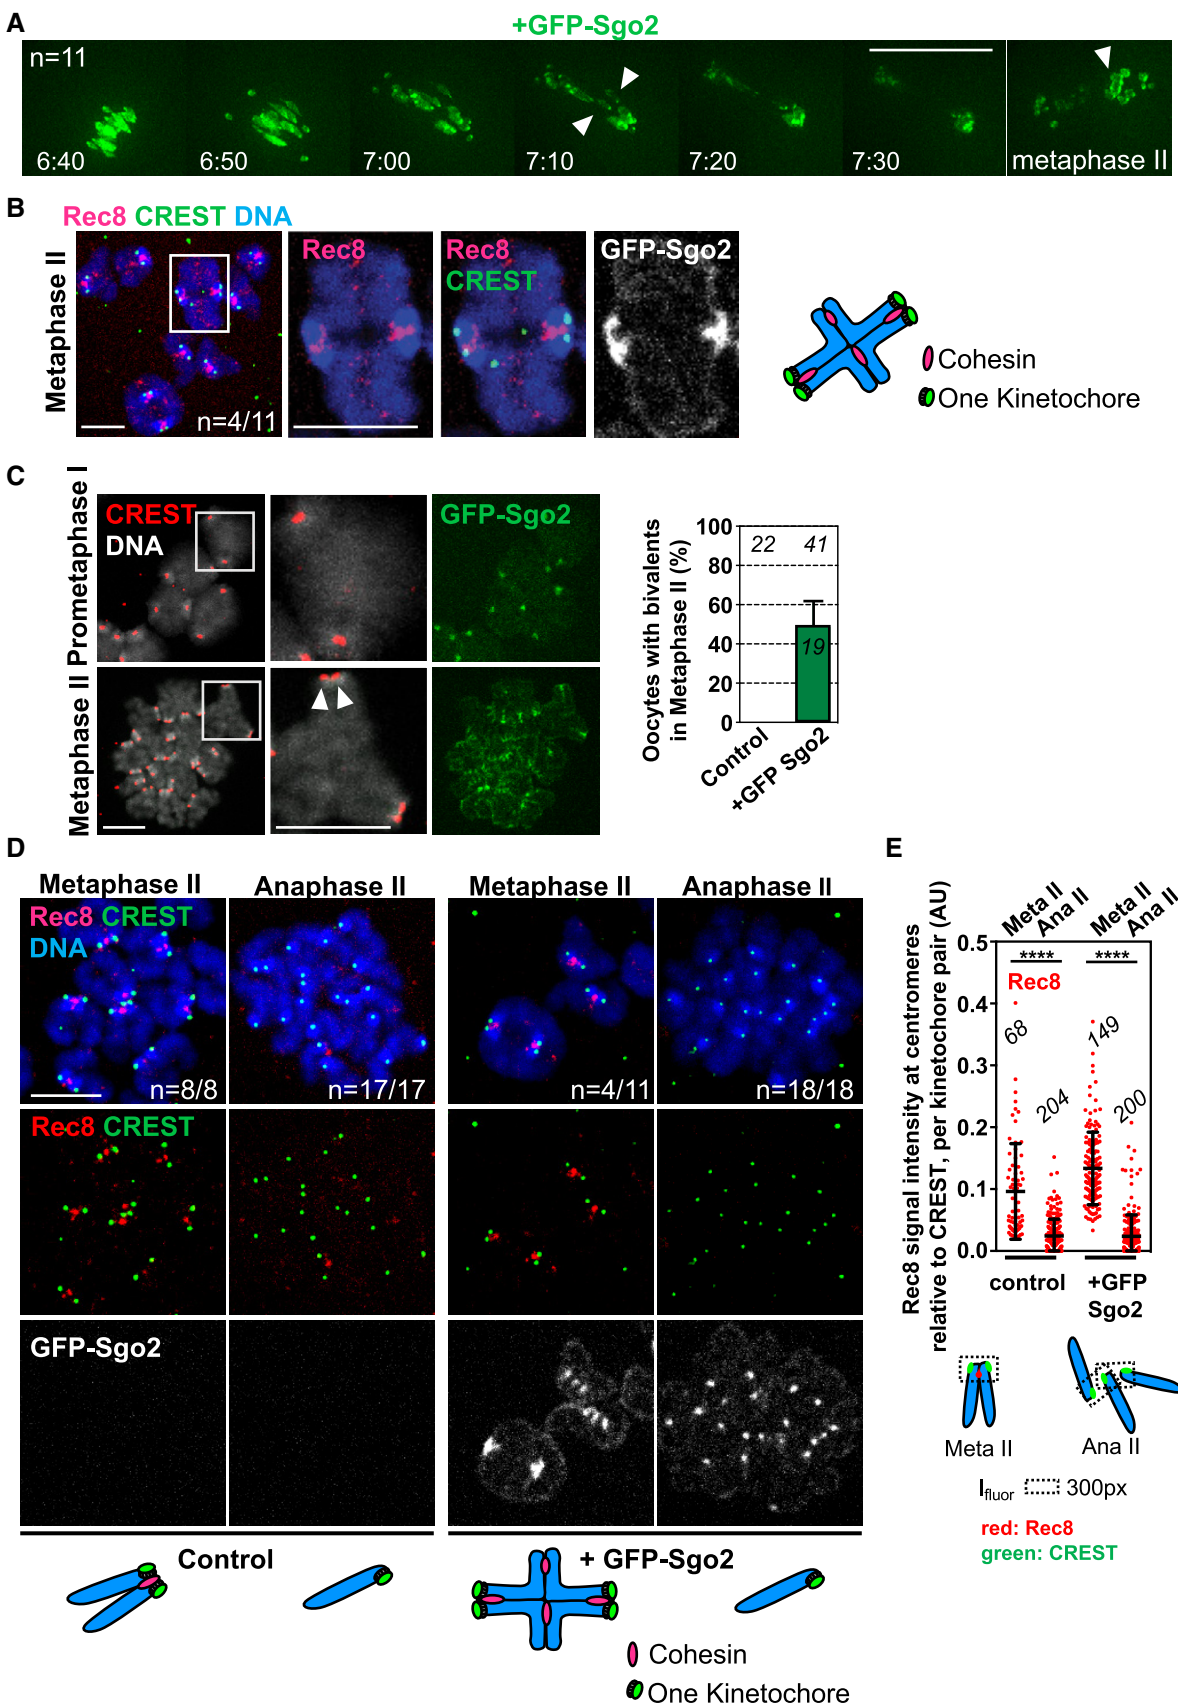 A
+GFP-Sgo2
n=11
6:40
6:50
7:00
7:10
7:20
7:30
metaphase II
B
Rec8 CREST DNA
Metaphase II
n=4/11
Rec8
Rec8
CREST
GFP-Sgo2
Cohesin
One Kinetochore
C
Prometaphase I
Metaphase II
CREST
DNA
GFP-Sgo2
Oocytes with bivalents
in Metaphase II (%)
100
80
60
40
20
0
22
41
19
Control
+GFP Sgo2
D
Metaphase II
Anaphase II
Metaphase II
Anaphase II
Rec8 CREST
DNA
n=8/8
n=17/17
n=4/11
n=18/18
Rec8 CREST
GFP-Sgo2
Control
+ GFP-Sgo2
Cohesin
One Kinetochore
E
Rec8 signal intensity at centromeres
relative to CREST, per kinetochore pair (AU)
Meta II
Ana II
Meta II
Ana II
0.5
0.4
0.3
0.2
0.1
0.0
****
****
Rec8
68
204
149
200
control
+GFP
Sgo2
Meta II
Ana II
Ifluor 300px
red: Rec8
green: CREST